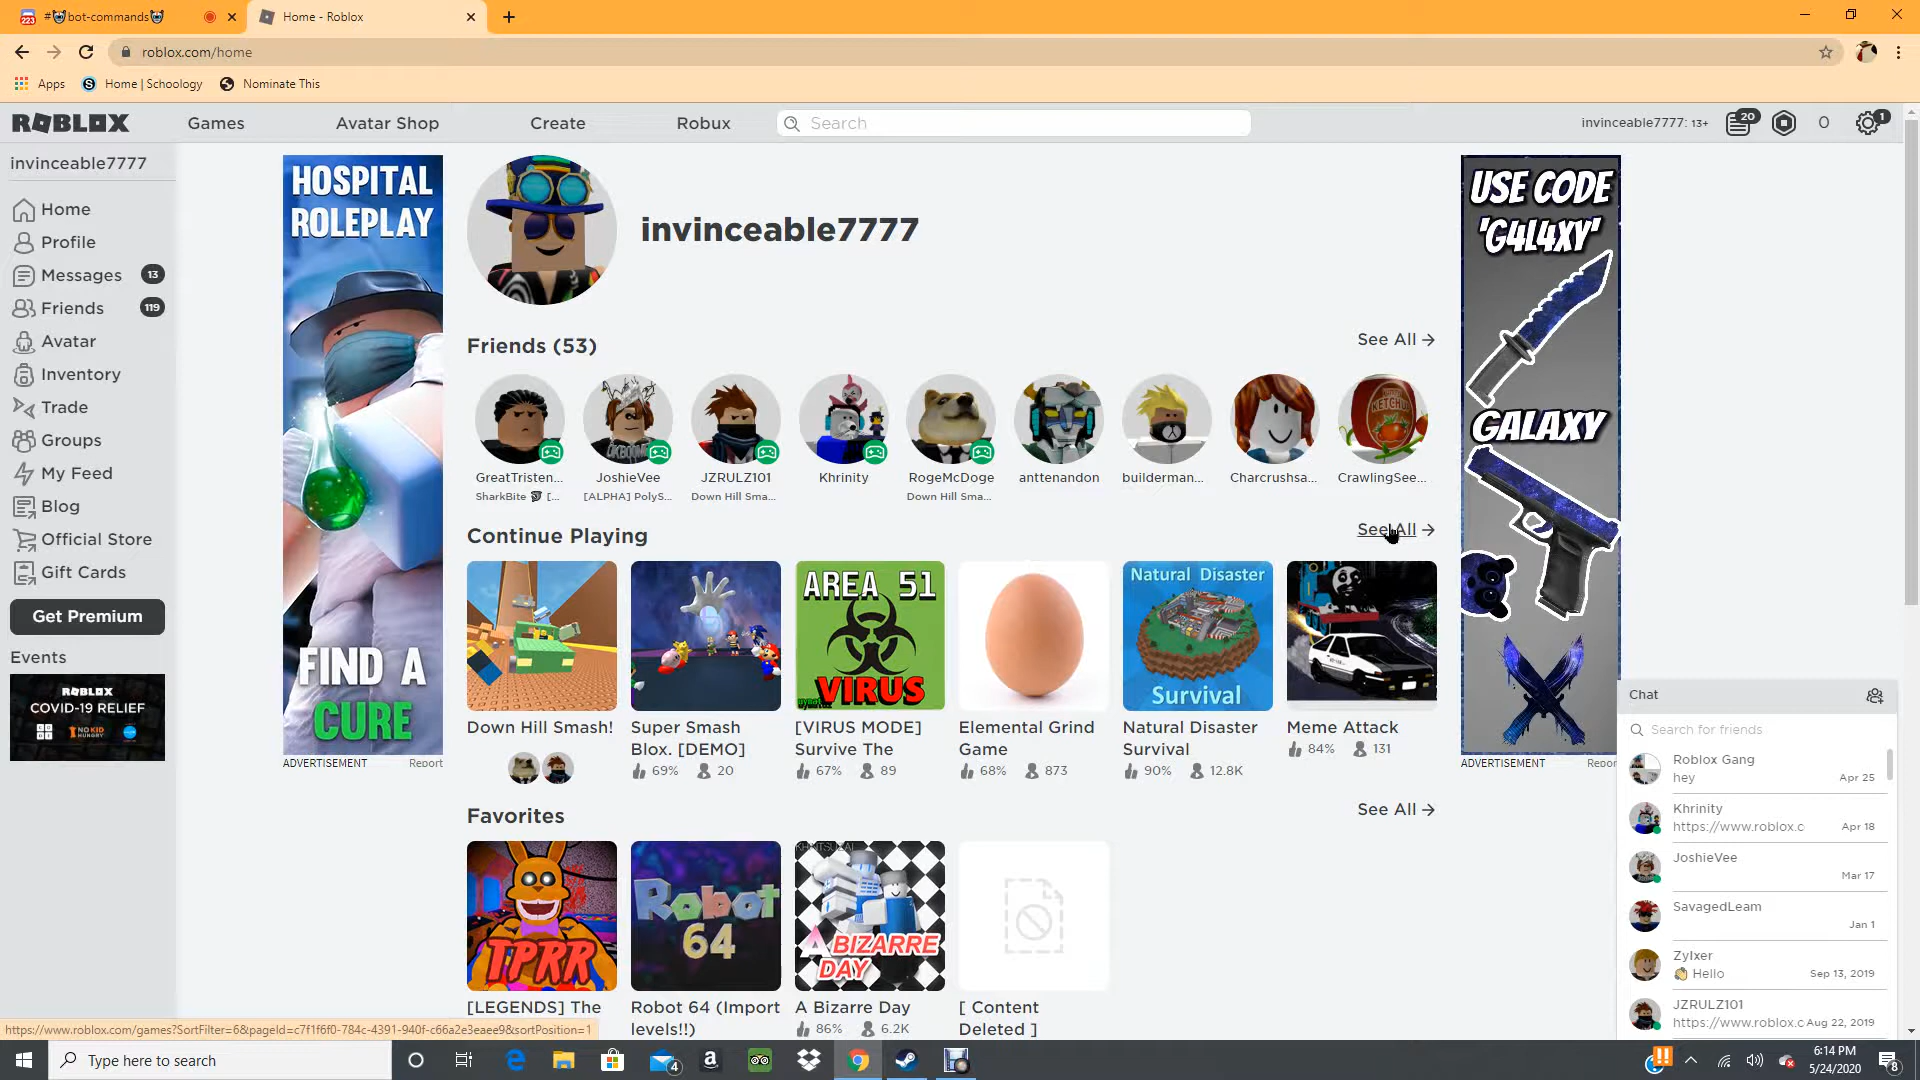 223 #bot-commands
Home - Roblox
roblox.com/home
Apps Home | Schoology Nominate This
ROBLOX Games Avatar Shop Create Robux Search invinceable7777: 13+ 20 0 1
invinceable7777
Home
Profile
Messages 13
Friends 119
Avatar
Inventory
Trade
Groups
My Feed
Blog
Official Store
Gift Cards
Get Premium
Events
ROBLOX
COVID-19 RELIEF
NO KID
HUNGRY
HOSPITAL
ROLEPLAY
FIND A
CURE
ADVERTISEMENT Report
invinceable7777
Friends (53) See All
GreatTristen... JoshieVee JZRULZ101 Khrinity RogeMcDoge anttenandon builderman... Charcrushsa... CrawlingSee...
SharkBite [... [ALPHA] PolyS... Down Hill Sma... Down Hill Sma...
KETCHUP
Continue Playing See All
AREA 51
VIRUS
Natural Disaster
Survival
Down Hill Smash! Super Smash [VIRUS MODE] Elemental Grind Natural Disaster Meme Attack
Blox. [DEMO] Survive The Game Survival 84% 131
69% 20 67% 89 68% 873 90% 12.8K
Favorites See All
TPRR
Robot
64
A BIZARRE
DAY
[LEGENDS] The Robot 64 (Import A Bizarre Day [ Content
levels!!) 86% 6.2K Deleted ]
USE CODE
'G4L4XY'
GALAXY
ADVERTISEMENT Repor
Chat
Search for friends
Roblox Gang
hey Apr 25
Khrinity
https://www.roblox.c Apr 18
JoshieVee
Mar 17
SavagedLeam
Jan 1
Zylxer
Hello Sep 13, 2019
JZRULZ101
https://www.roblox.c Aug 22, 2019
https://www.roblox.com/games?SortFilter=6&pageId=c7f1f6f0-784c-4391-940f-c66a2e3eaee9&sortPosition=1
Type here to search
4
6:14 PM
5/24/2020
8